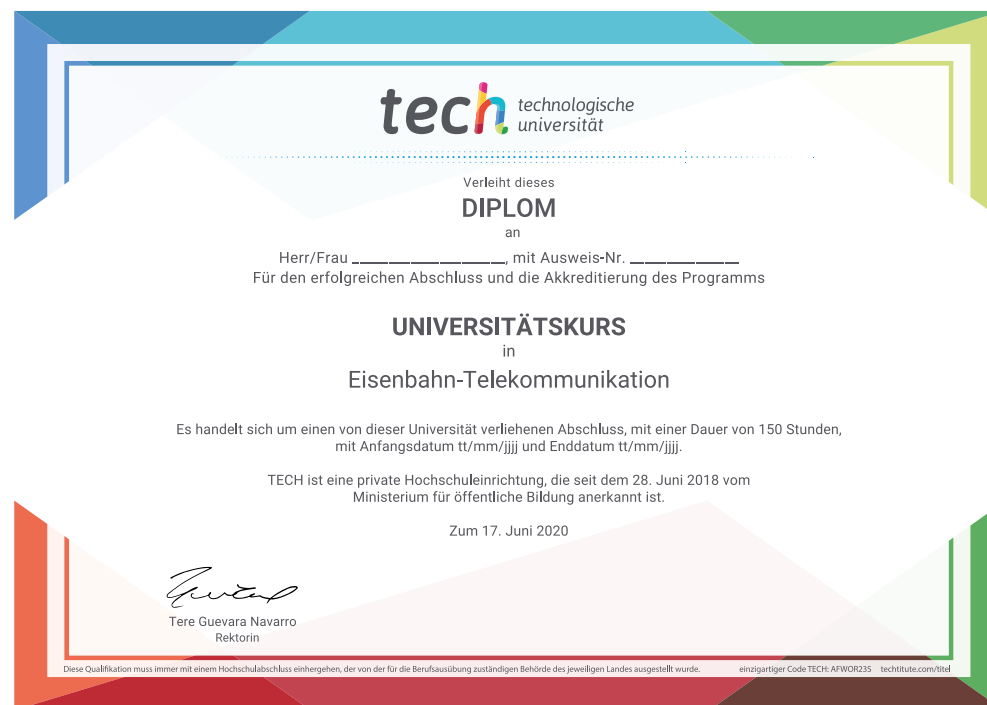 tech technologische
universität
Verleiht dieses
DIPLOM
an
Herr/Frau ____________________, mit Ausweis-Nr. ______________
Für den erfolgreichen Abschluss und die Akkreditierung des Programms
UNIVERSITÄTSKURS
in
Eisenbahn-Telekommunikation
Es handelt sich um einen von dieser Universität verliehenen Abschluss, mit einer Dauer von 150 Stunden,
mit Anfangsdatum tt/mm/jjjj und Enddatum tt/mm/jjjj.
TECH ist eine private Hochschuleinrichtung, die seit dem 28. Juni 2018 vom
Ministerium für öffentliche Bildung anerkannt ist.
Zum 17. Juni 2020
Tere Guevara Navarro
Rektorin
Diese Qualifikation muss immer mit einem Hochschulabschluss einhergehen, der von der für die Berufsausübung zuständigen Behörde des jeweiligen Landes ausgestellt wurde. einzigartiger Code TECH: AFWOR23S techtitute.com/titel